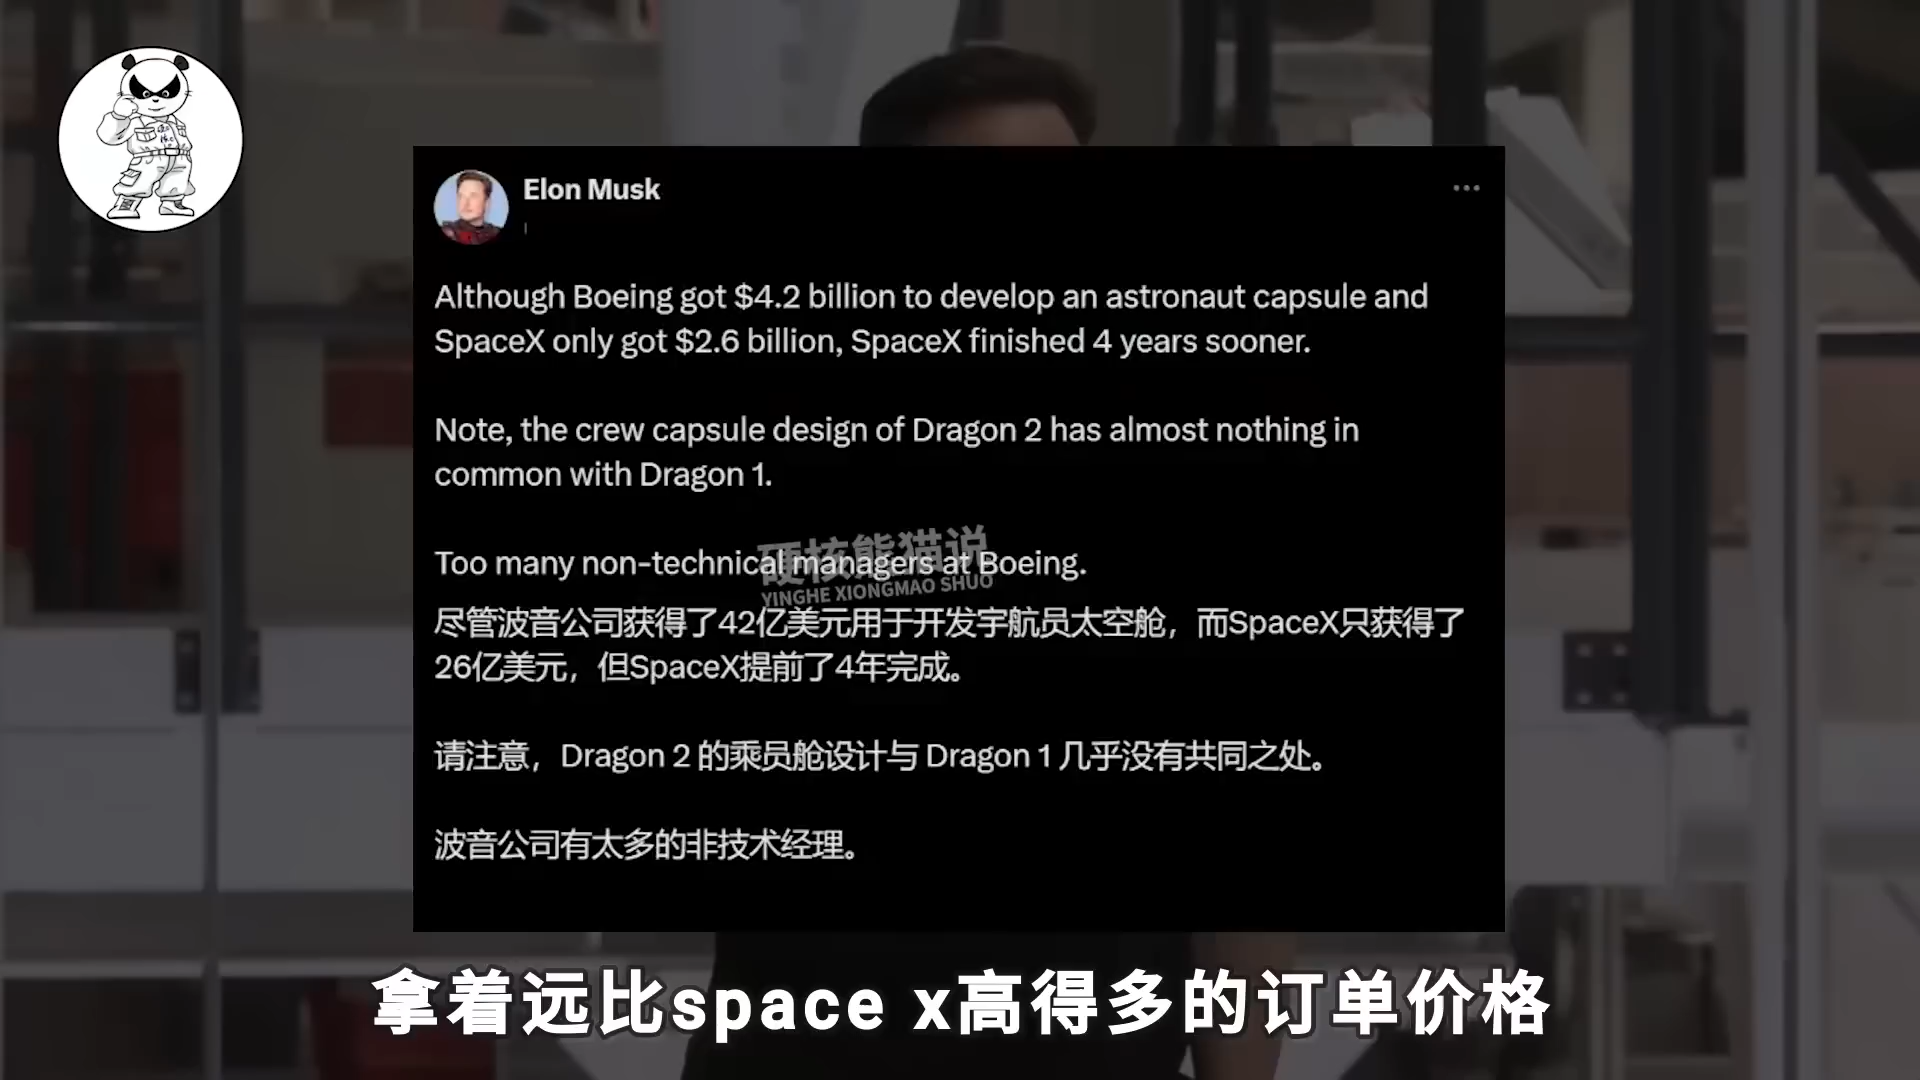 Elon Musk
Although Boeing got $4.2 billion to develop an astronaut capsule and
SpaceX only got $2.6 billion, SpaceX finished 4 years sooner.
Note, the crew capsule design of Dragon 2 has almost nothing in
common with Dragon 1.
Too many non-technical managers at Boeing.
硬核熊猫说
YINGHE XIONGMAO SHUO
尽管波音公司获得了42亿美元用于开发宇航员太空舱，而SpaceX只获得了
26亿美元，但SpaceX提前了4年完成。
请注意，Dragon 2 的乘员舱设计与 Dragon 1 几乎没有共同之处。
波音公司有太多的非技术经理。
拿着远比space x高得多的订单价格